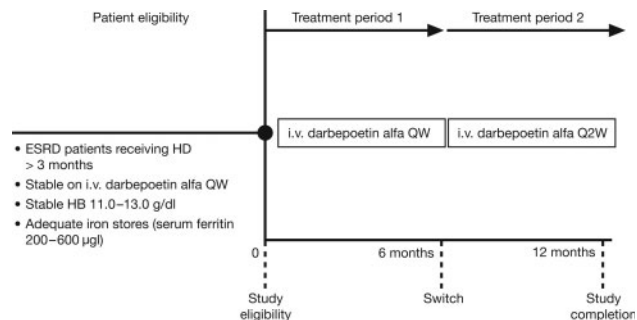 Patient eligibility
Treatment period 1
Treatment period 2
i.v. darbepoetin alfa QW
i.v. darbepoetin alfa Q2W
• ESRD patients receiving HD
> 3 months
• Stable on i.v. darbepoetin alfa QW
• Stable HB 11.0–13.0 g/dl
• Adequate iron stores (serum ferritin
200–600 µgl)
0
6 months
12 months
Study
eligibility
Switch
Study
completion